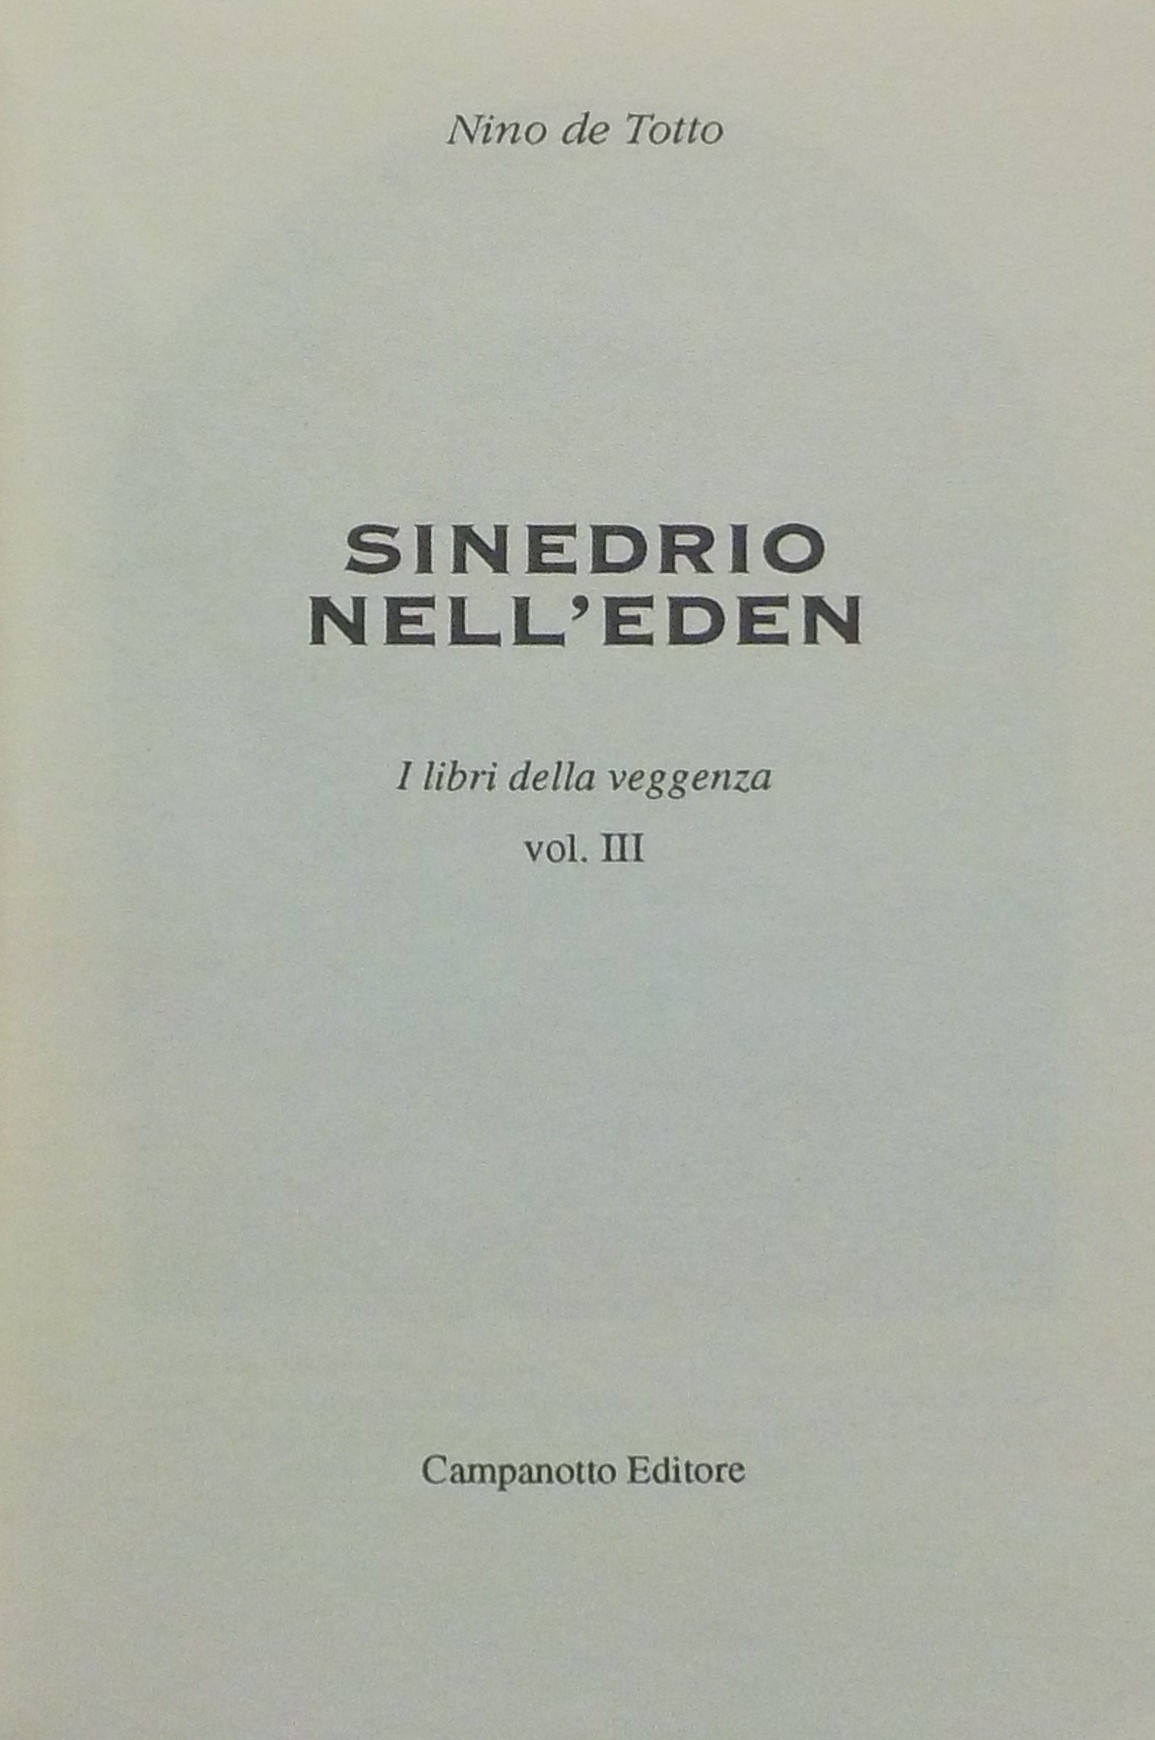 Nino de Totto
SINEDRIO
NELL’EDEN
I libri della veggenza
vol. III
Campanotto Editore